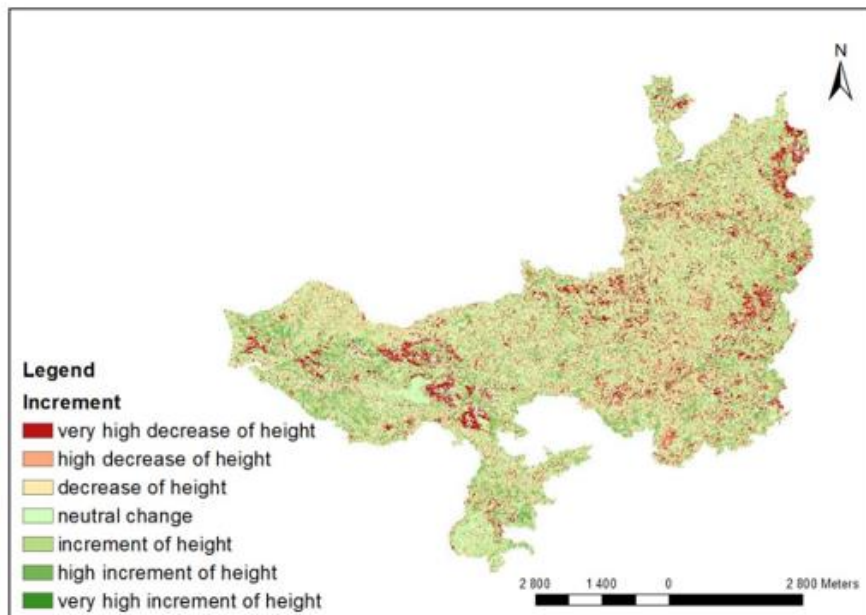 N
Legend
Increment
very high decrease of height
high decrease of height
decrease of height
neutral change
increment of height
high increment of height
very high increment of height
2 800 1 400 0 2 800 Meters